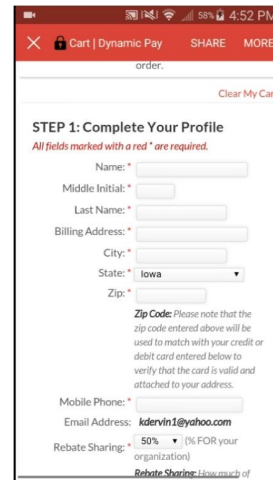 58% 4:52 PM
Cart | Dynamic Pay SHARE MORE
order.
Clear My Car
STEP 1: Complete Your Profile
All fields marked with a red * are required.
Name: *
Middle Initial: *
Last Name: *
Billing Address: *
City: *
State: * Iowa
Zip: *
Zip Code: Please note that the
zip code entered above will be
used to match with your credit or
debit card entered below to
verify that the card is valid and
attached to your address.
Mobile Phone: *
Email Address: kdervin1@yahoo.com
Rebate Sharing: * 50% (% FOR your
organization)
Rebate Sharing: How much of